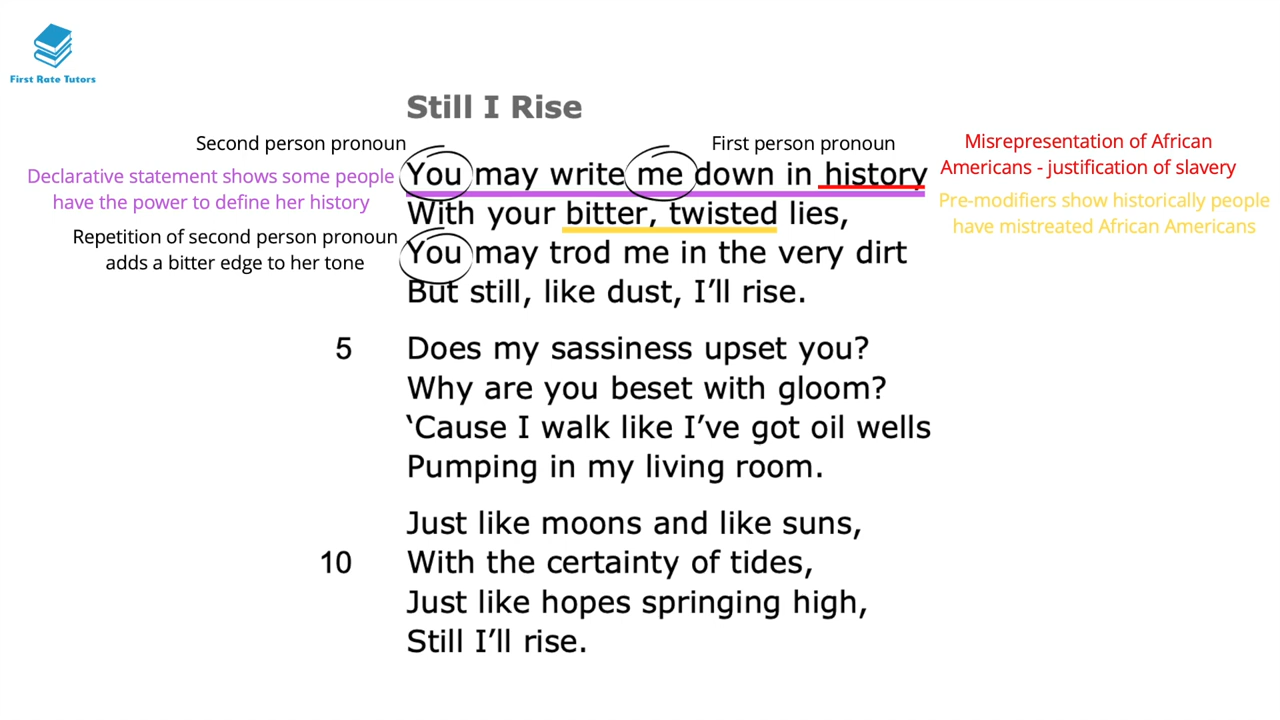 First Rate Tutors
Still I Rise
Second person pronoun
First person pronoun
Misrepresentation of African
Americans - justification of slavery
Declarative statement shows some people
have the power to define her history
You may write me down in history
Pre-modifiers show historically people
have mistreated African Americans
With your bitter, twisted lies,
Repetition of second person pronoun
adds a bitter edge to her tone
You may trod me in the very dirt
But still, like dust, I’ll rise.
5 Does my sassiness upset you?
Why are you beset with gloom?
‘Cause I walk like I’ve got oil wells
Pumping in my living room.
Just like moons and like suns,
10 With the certainty of tides,
Just like hopes springing high,
Still I’ll rise.